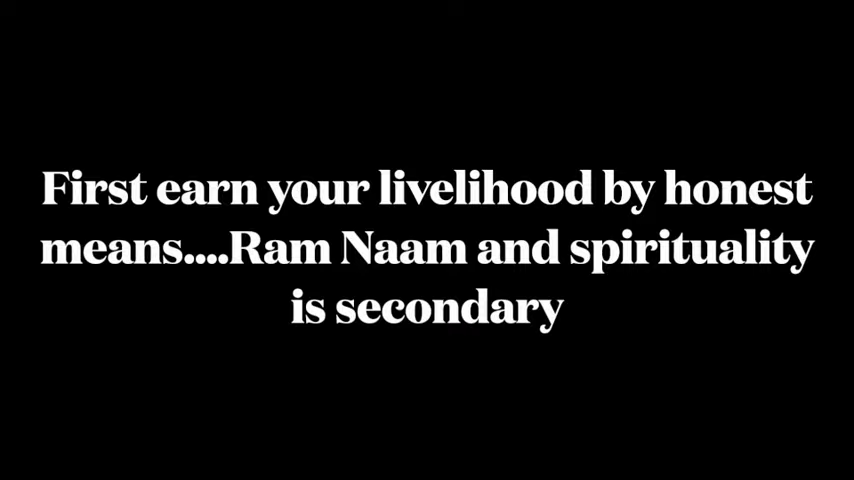 First earn your livelihood by honest
means....Ram Naam and spirituality
is secondary